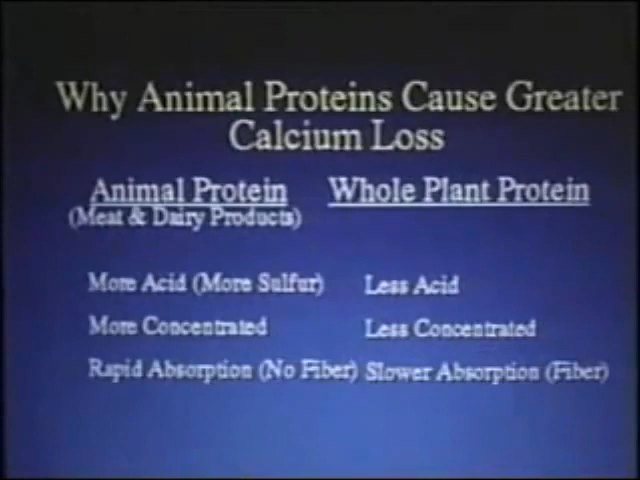 Why Animal Proteins Cause Greater
Calcium Loss
Animal Protein Whole Plant Protein
(Meat & Dairy Products)
More Acid (More Sulfur) Less Acid
More Concentrated Less Concentrated
Rapid Absorption (No Fiber) Slower Absorption (Fiber)